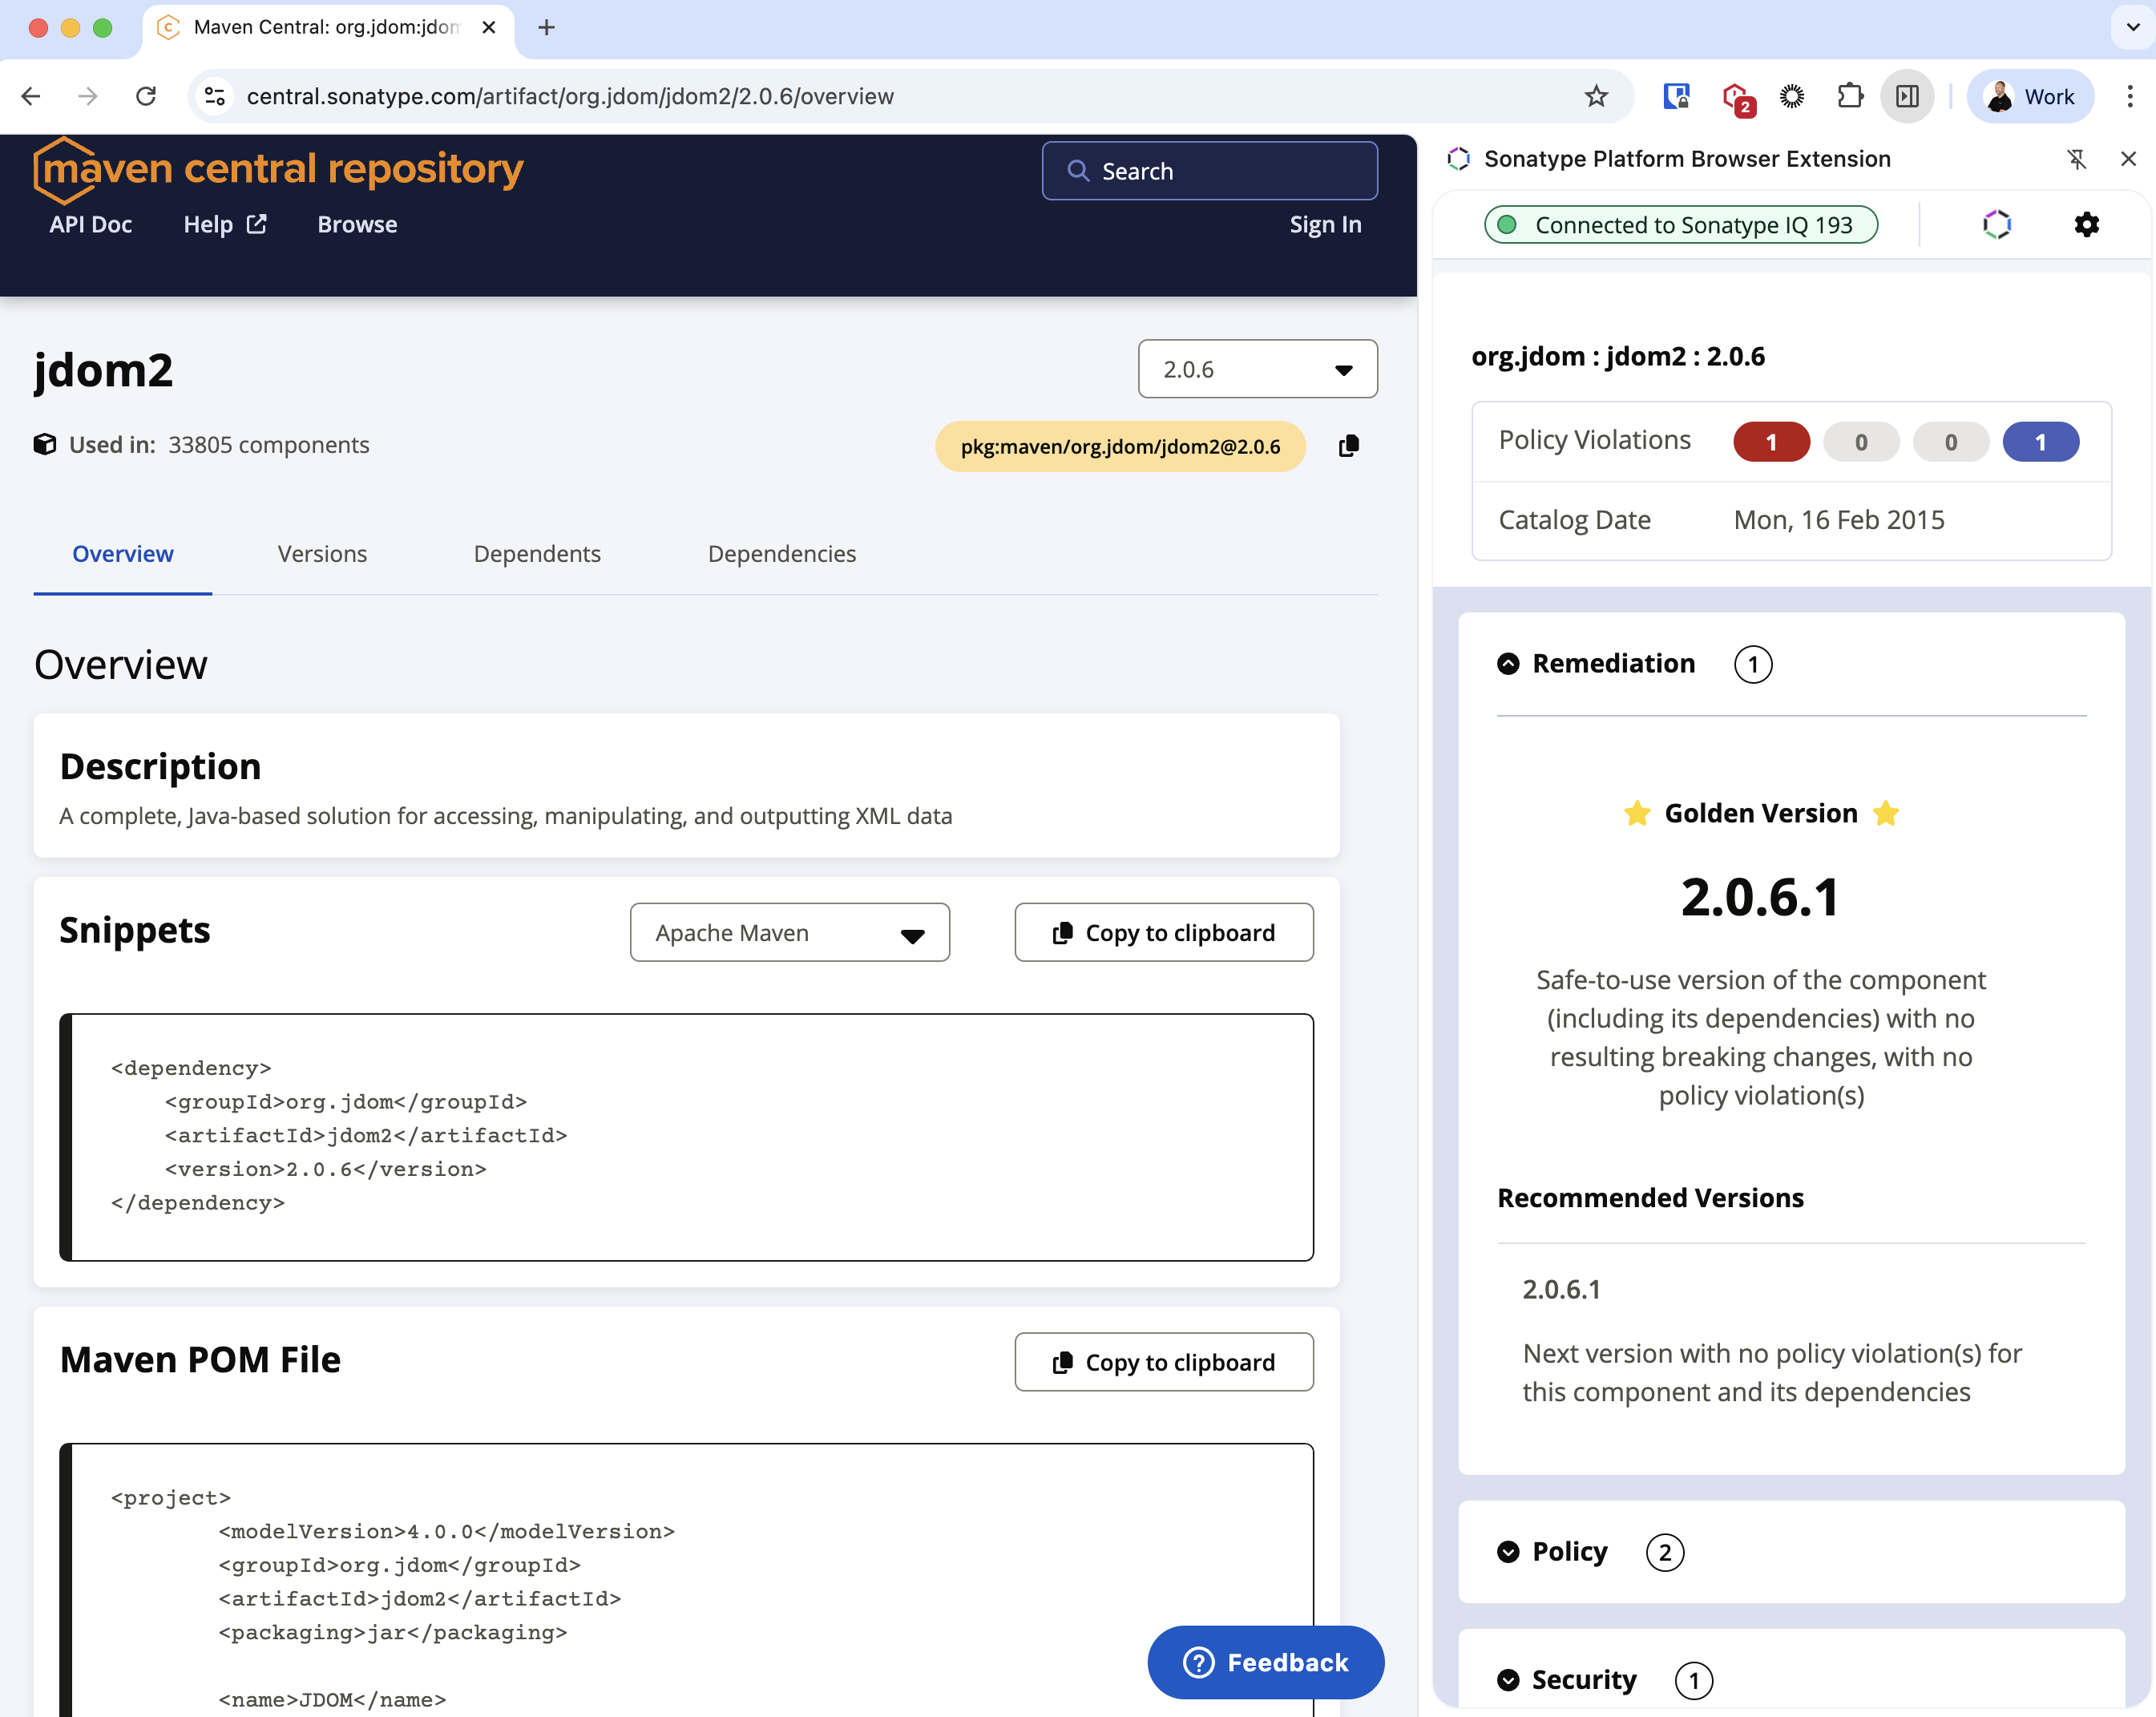 Maven Central: org.jdom:jdom
central.sonatype.com/artifact/org.jdom/jdom2/2.0.6/overview
2
Work
maven central repository
Search
API Doc
Help
Browse
Sign In
jdom2
2.0.6
Used in: 33805 components
pkg:maven/org.jdom/jdom2@2.0.6
Overview
Versions
Dependents
Dependencies
Overview
Description
A complete, Java-based solution for accessing, manipulating, and outputting XML data
Snippets
Apache Maven
Copy to clipboard
<dependency>
<groupId>org.jdom</groupId>
<artifactId>jdom2</artifactId>
<version>2.0.6</version>
</dependency>
Maven POM File
Copy to clipboard
<project>
<modelVersion>4.0.0</modelVersion>
<groupId>org.jdom</groupId>
<artifactId>jdom2</artifactId>
<packaging>jar</packaging>
<name>JDOM</name>
Feedback
Sonatype Platform Browser Extension
Connected to Sonatype IQ 193
org.jdom : jdom2 : 2.0.6
Policy Violations 1 0 0 1
Catalog Date Mon, 16 Feb 2015
Remediation 1
Golden Version
2.0.6.1
Safe-to-use version of the component
(including its dependencies) with no
resulting breaking changes, with no
policy violation(s)
Recommended Versions
2.0.6.1
Next version with no policy violation(s) for
this component and its dependencies
Policy 2
Security 1